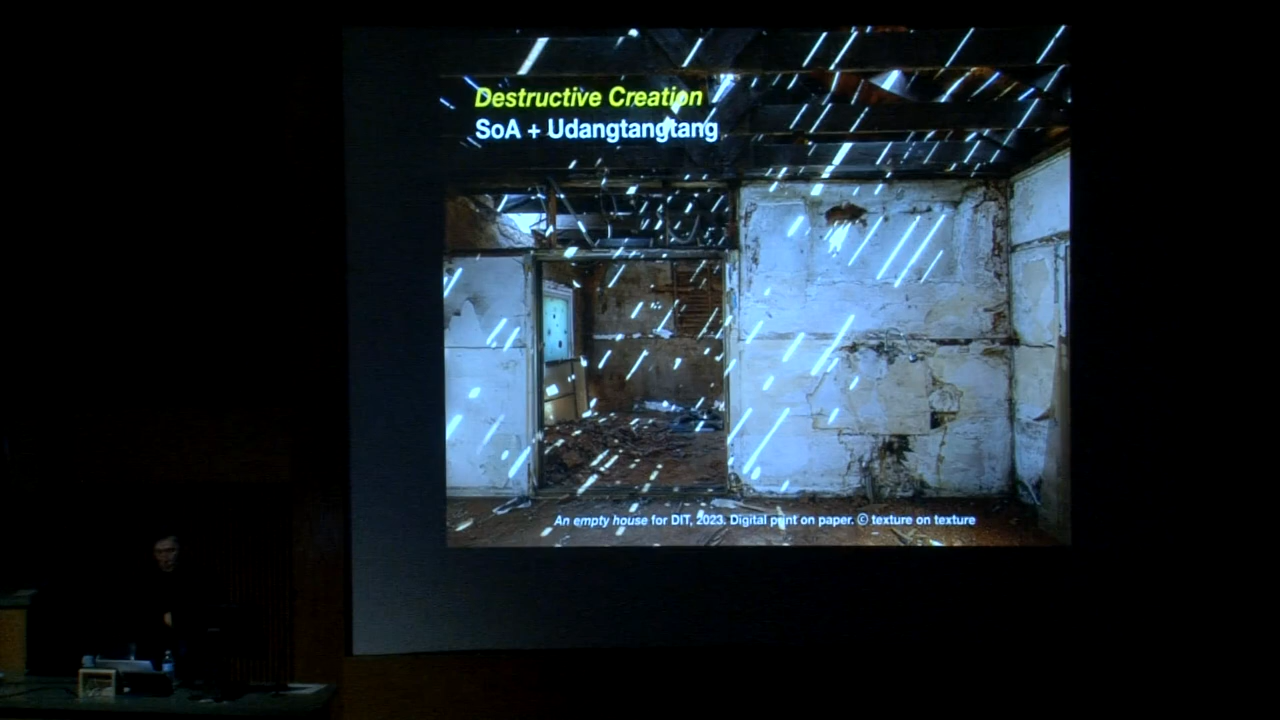 Destructive Creation
SoA + Udangtangtang
An empty house for DIT, 2023. Digital print on paper. © texture on texture